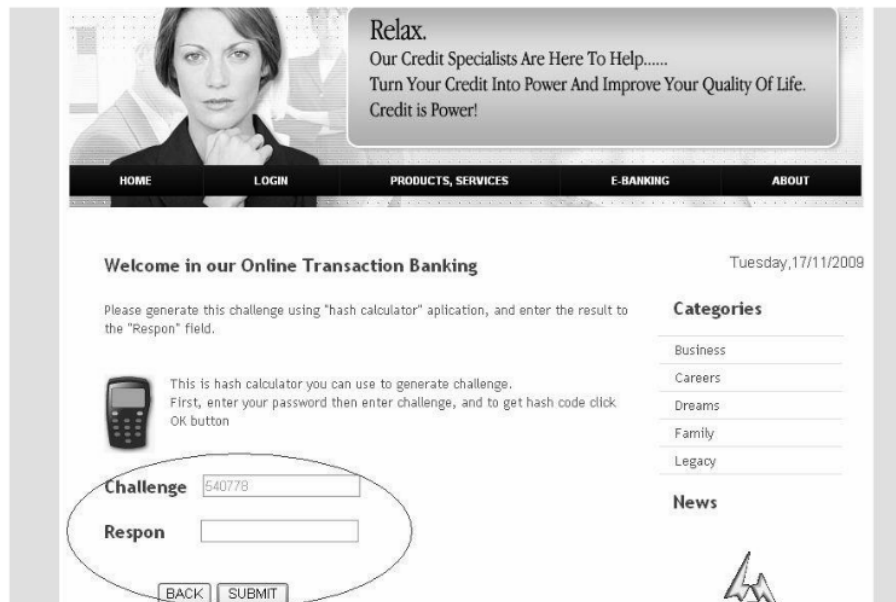 Relax.
Our Credit Specialists Are Here To Help......
Turn Your Credit Into Power And Improve Your Quality Of Life.
Credit is Power!
HOME LOGIN PRODUCTS, SERVICES E-BANKING ABOUT
Welcome in our Online Transaction Banking
Tuesday,17/11/2009
Please generate this challenge using "hash calculator" aplication, and enter the result to
the "Respon" field.
This is hash calculator you can use to generate challenge.
First, enter your password then enter challenge, and to get hash code click
OK button
Challenge 540778
Respon
BACK SUBMIT
Categories
Business
Careers
Dreams
Family
Legacy
News